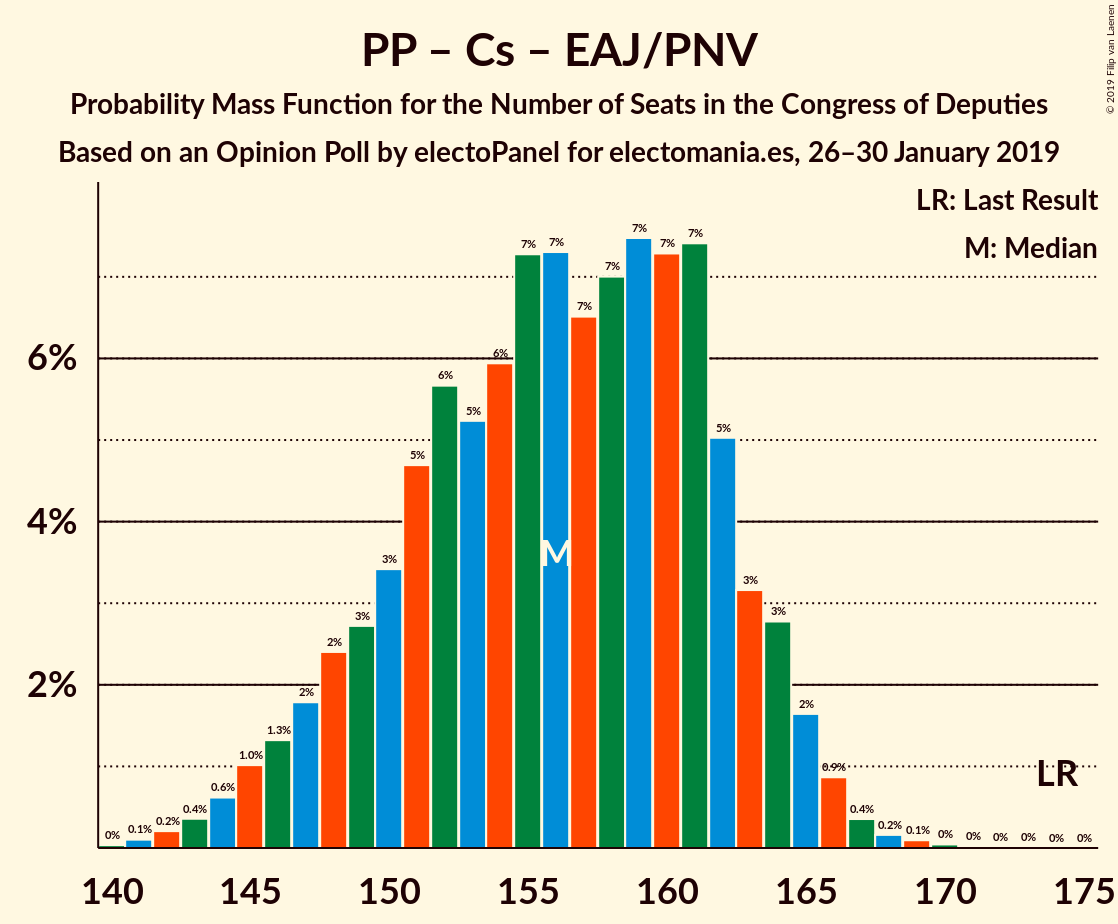 PP – Cs – EAJ/PNV
Probability Mass Function for the Number of Seats in the Congress of Deputies
Based on an Opinion Poll by electoPanel for electomania.es, 26–30 January 2019
© 2019 Filip van Laenen
LR: Last Result
M: Median
6%
4%
2%
0% 0.1% 0.2% 0.4% 0.6% 1.0% 1.3% 2% 2% 3% 3% 5% 6% 5% 6% 7% 7% 7% 7% 7% 7% 7% 5% 3% 3% 2% 0.9% 0.4% 0.2% 0.1% 0% 0% 0% 0% 0% 0%
M
LR
140 145 150 155 160 165 170 175